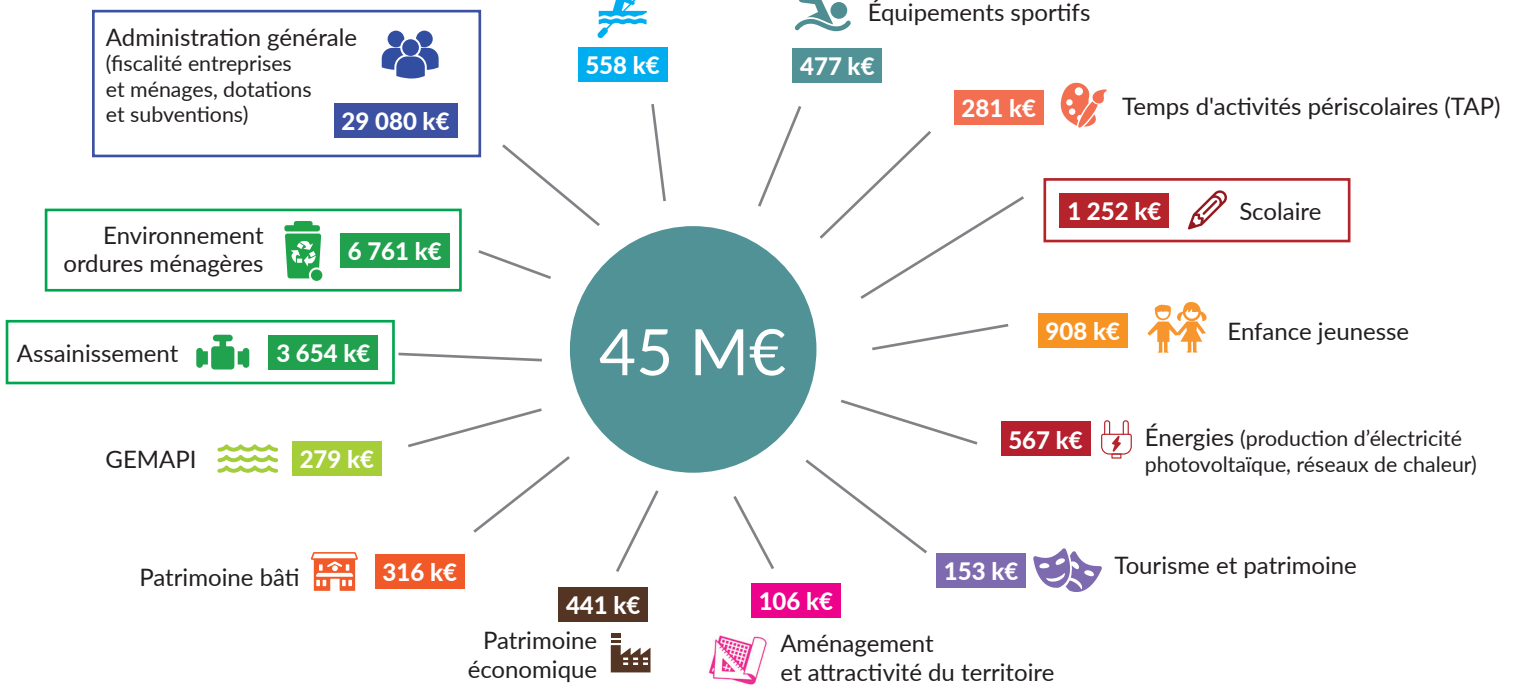 Équipements sportifs
558 k€
477 k€
Administration générale
(fiscalité entreprises
et ménages, dotations
et subventions)
29 080 k€
281 k€
Temps d'activités périscolaires (TAP)
1 252 k€
Scolaire
Environnement
ordures ménagères
6 761 k€
45 M€
908 k€
Enfance jeunesse
Assainissement
3 654 k€
567 k€
Énergies (production d’électricité
photovoltaïque, réseaux de chaleur)
GEMAPI
279 k€
153 k€
Tourisme et patrimoine
Patrimoine bâti
316 k€
441 k€
Patrimoine
économique
106 k€
Aménagement
et attractivité du territoire